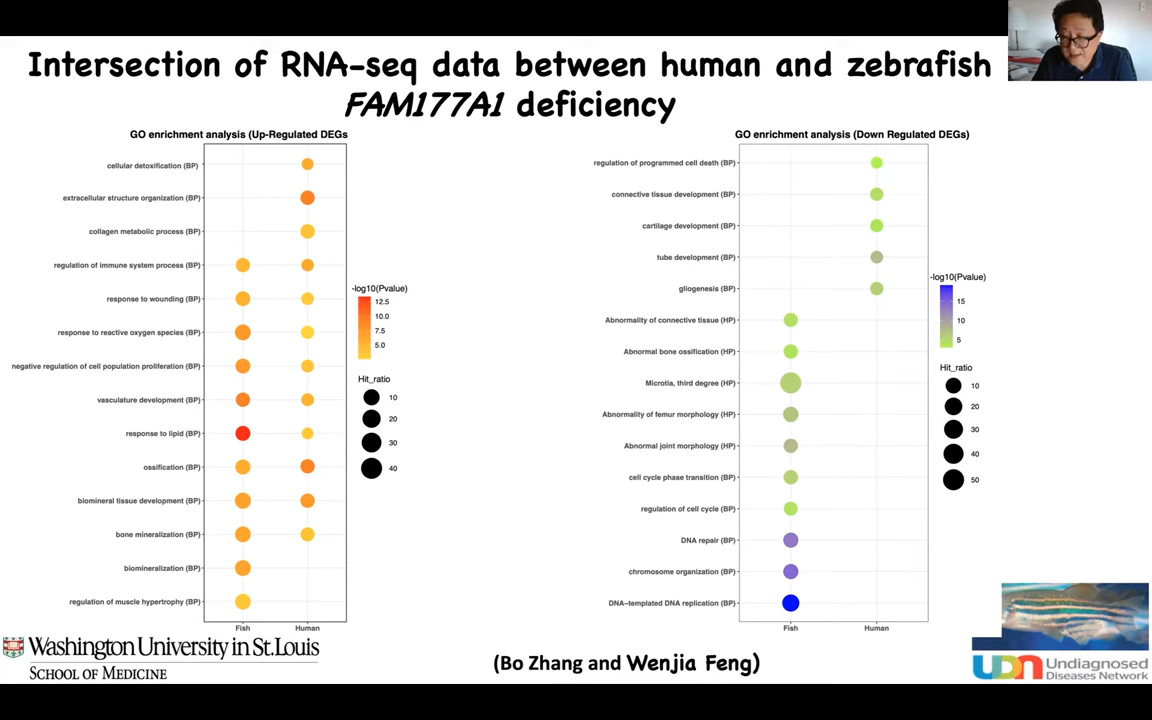 Intersection of RNA-seq data between human and zebrafish
FAM177A1 deficiency
GO enrichment analysis (Up-Regulated DEGs
cellular detoxification (BP)
extracellular structure organization (BP)
collagen metabolic process (BP)
regulation of immune system process (BP)
response to wounding (BP)
response to reactive oxygen species (BP)
negative regulation of cell population proliferation (BP)
vasculature development (BP)
response to lipid (BP)
ossification (BP)
biomineral tissue development (BP)
bone mineralization (BP)
biomineralization (BP)
regulation of muscle hypertrophy (BP)
Fish Human
-log10(Pvalue)
12.5
10.0
7.5
5.0
Hit_ratio
10
20
30
40
GO enrichment analysis (Down Regulated DEGs)
regulation of programmed cell death (BP)
connective tissue development (BP)
cartilage development (BP)
tube development (BP)
gliogenesis (BP)
Abnormality of connective tissue (HP)
Abnormal bone ossification (HP)
Microtia, third degree (HP)
Abnormality of femur morphology (HP)
Abnormal joint morphology (HP)
cell cycle phase transition (BP)
regulation of cell cycle (BP)
DNA repair (BP)
chromosome organization (BP)
DNA−templated DNA replication (BP)
Fish Human
-log10(Pvalue)
15
10
5
Hit_ratio
10
20
30
40
50
Washington University in St. Louis
SCHOOL OF MEDICINE
(Bo Zhang and Wenjia Feng)
UDN Undiagnosed
Diseases Network